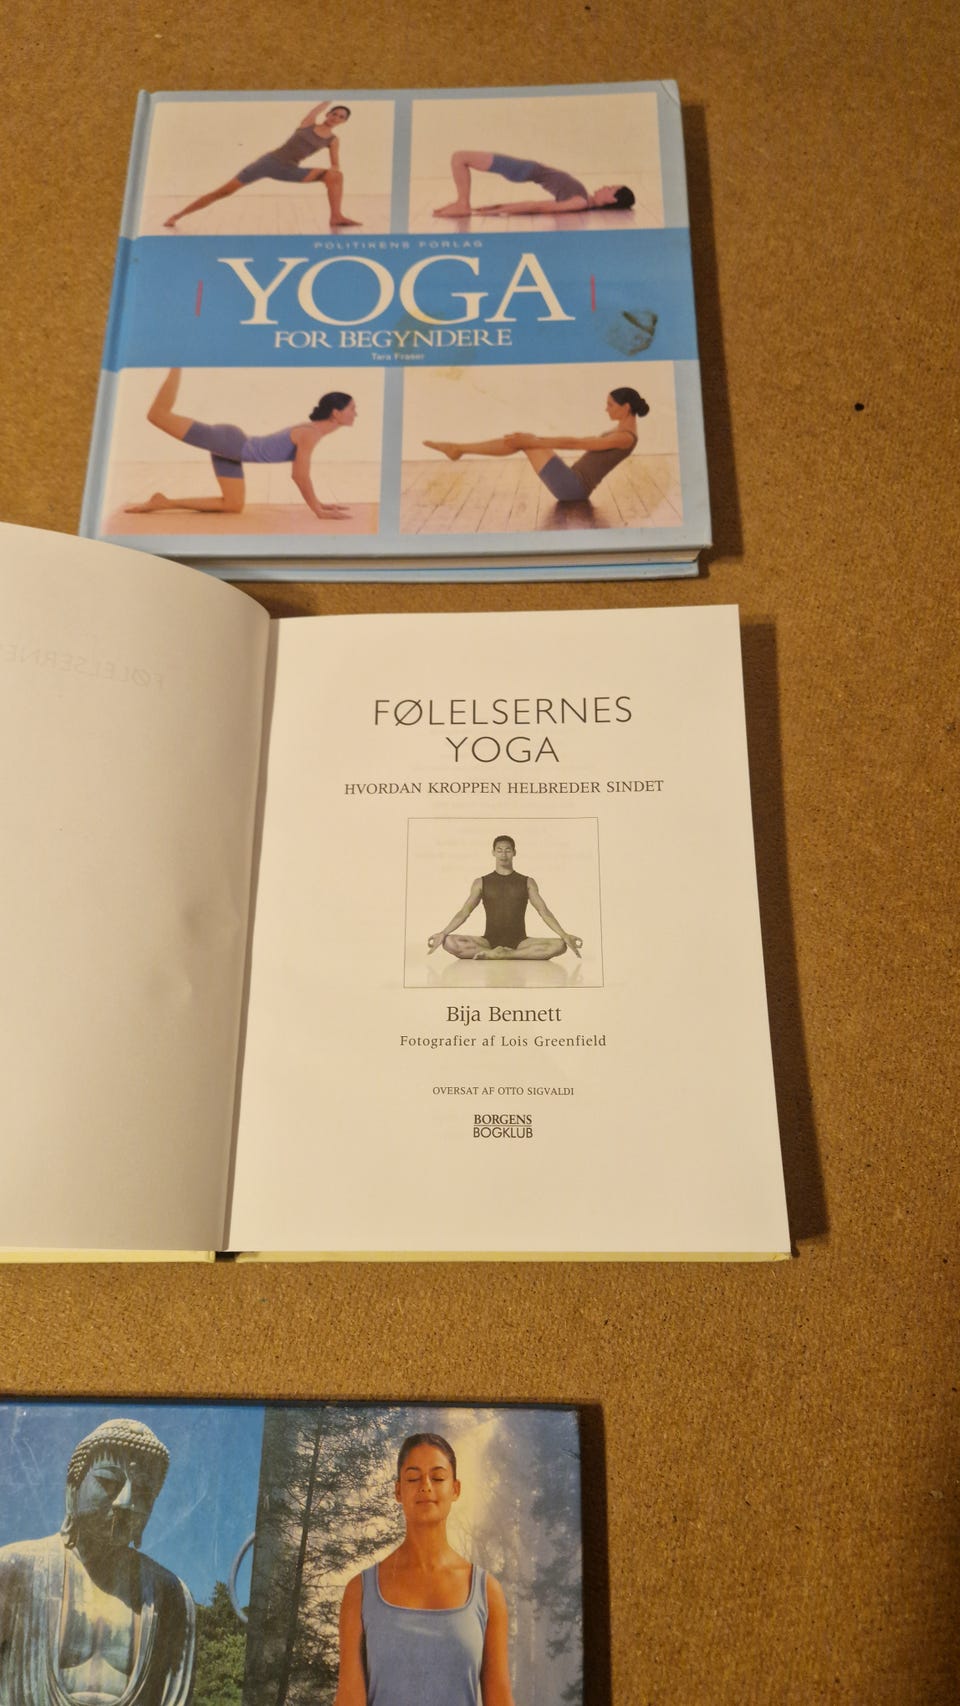 POLITIKENS FORLAG
YOGA
FOR BEGYNDERE
Tara Fraser
FØLELSERNES
YOGA
HVORDAN KROPPEN HELBREDER SINDET
Bija Bennett
Fotografier af Lois Greenfield
OVERSAT AF OTTO SIGVALDI
BORGENS
BOGKLUB